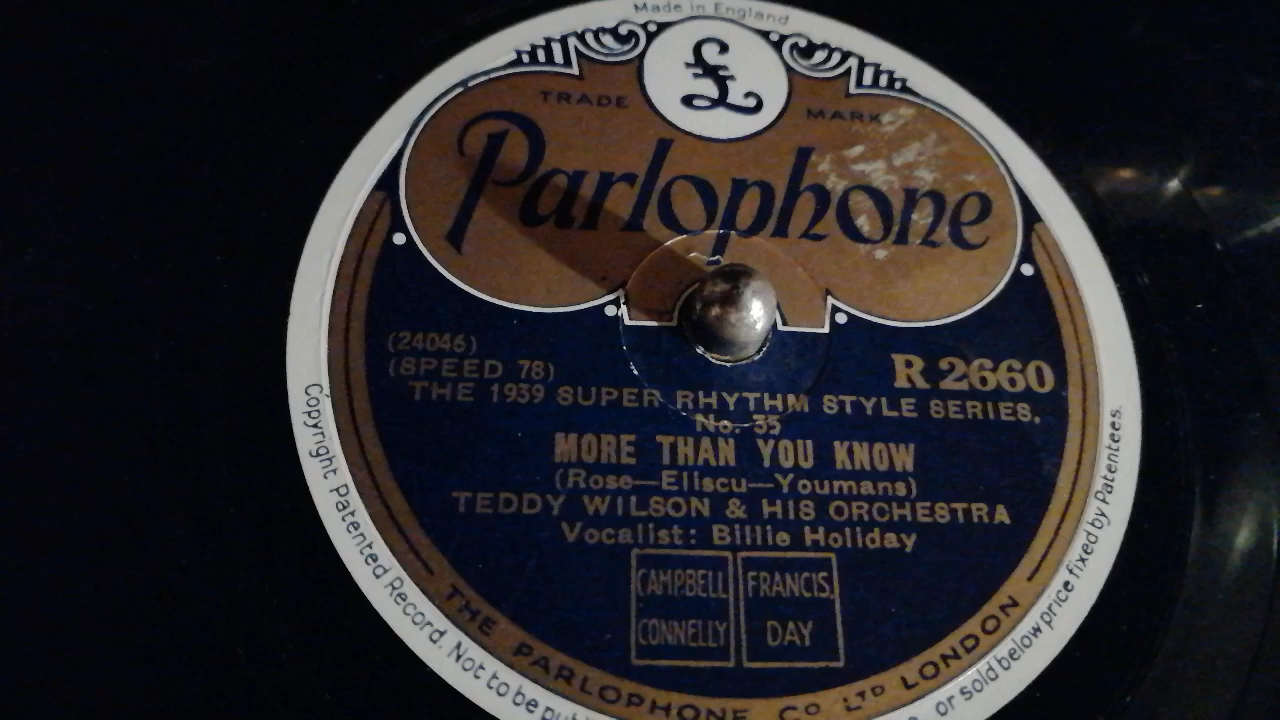 Made in England
£
TRADE MARK
Parlophone
(24046)
(SPEED 78)
R 2660
THE 1939 SUPER RHYTHM STYLE SERIES.
No. 35
MORE THAN YOU KNOW
(Rose—Eliscu—Youmans)
TEDDY WILSON & HIS ORCHESTRA
Vocalist: Billie Holiday
CAMPBELL CONNELLY
FRANCIS, DAY
THE PARLOPHONE CO LTD LONDON
Copyright Patented Record. Not to be
or sold below price fixed by Patentees.